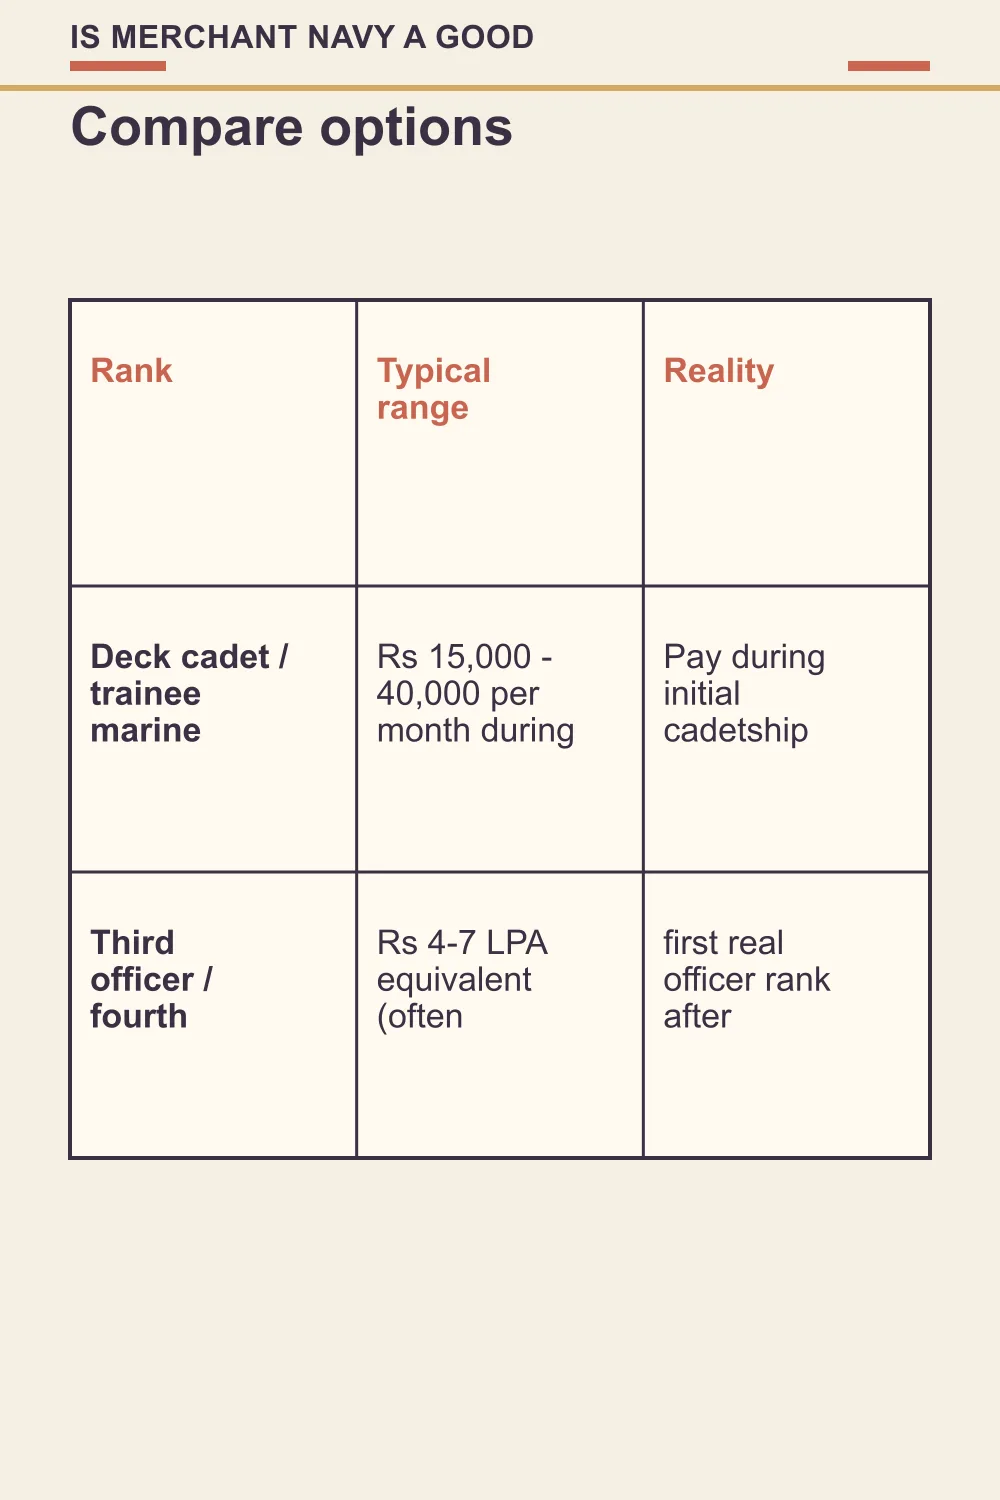 IS MERCHANT NAVY A GOOD
Compare options
Rank
Typical
range
Reality
Deck cadet /
trainee
marine
Rs 15,000 -
40,000 per
month during
Pay during
initial
cadetship
Third
officer /
fourth
Rs 4-7 LPA
equivalent
(often
first real
officer rank
after